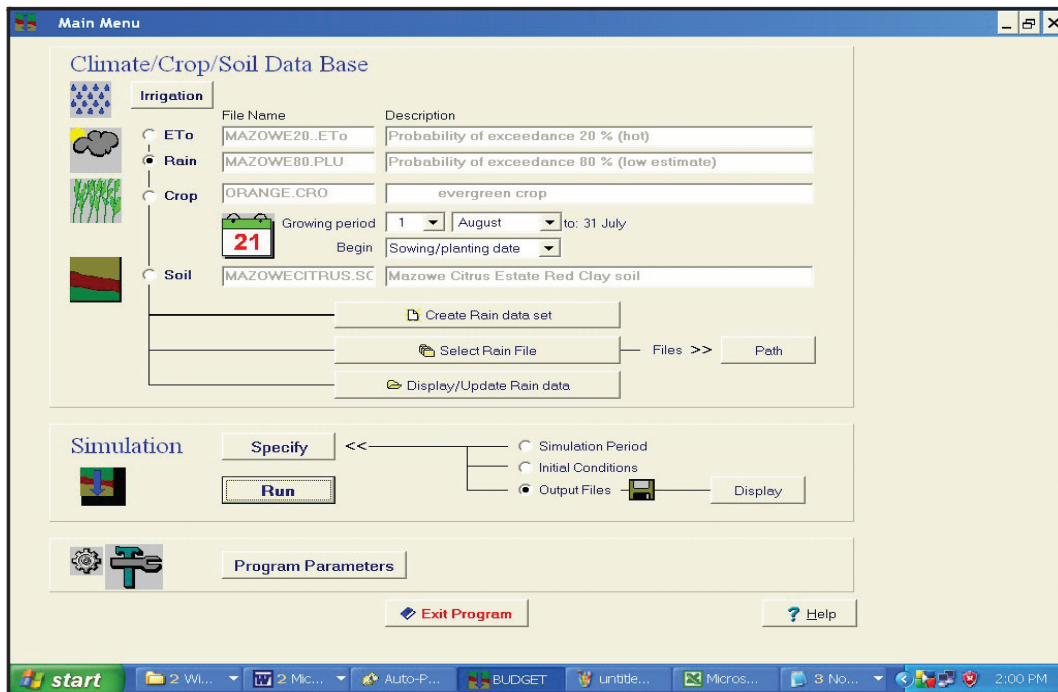 Main Menu
Climate/Crop/Soil Data Base
Irrigation
File Name Description
ETo MAZOWE20..ETo Probability of exceedance 20 % (hot)
Rain MAZOWE80.PLU Probability of exceedance 80 % (low estimate)
Crop ORANGE.CRO evergreen crop
Growing period 1 August to: 31 July
21
Begin Sowing/planting date
Soil MAZOWECITRUS.SO Mazowe Citrus Estate Red Clay soil
Create Rain data set
Select Rain File Files >> Path
Display/Update Rain data
Simulation Specify << Simulation Period
Initial Conditions
Run Output Files Display
Program Parameters
Exit Program ? Help
start 2 Wi... 2 Mic... Auto-P... BUDGET untitle... Micros... 3 No... 2:00 PM